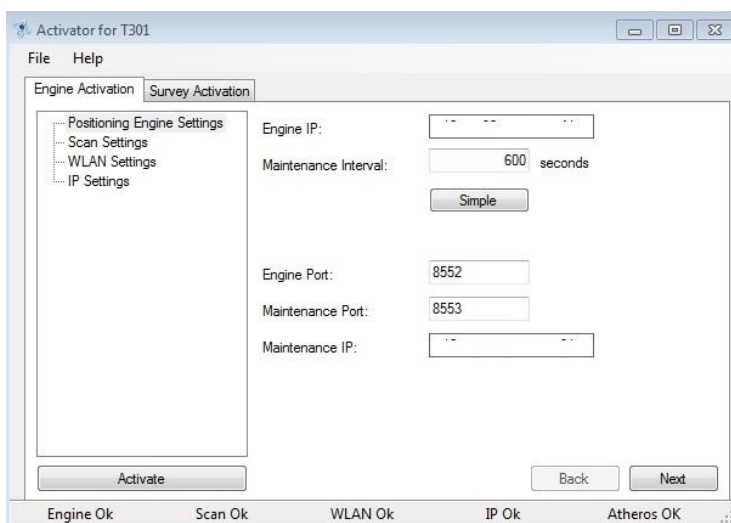 Activator for T301
File Help
Engine Activation Survey Activation
Positioning Engine Settings
Scan Settings
WLAN Settings
IP Settings
Engine IP:
Maintenance Interval: 600 seconds
Simple
Engine Port: 8552
Maintenance Port: 8553
Maintenance IP:
Activate Back Next
Engine Ok Scan Ok WLAN Ok IP Ok Atheros OK